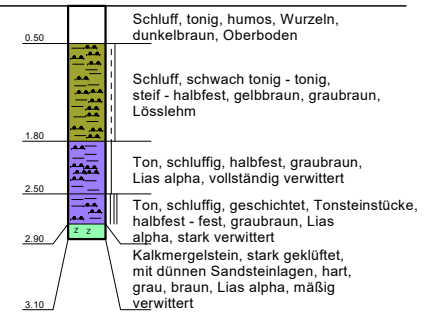 Schluff, tonig, humos, Wurzeln,
dunkelbraun, Oberboden
0.50
Schluff, schwach tonig - tonig,
steif - halbfest, gelbbraun, graubraun,
Lösslehm
1.80
Ton, schluffig, halbfest, graubraun,
Lias alpha, vollständig verwittert
2.50
Ton, schluffig, geschichtet, Tonsteinstücke,
halbfest - fest, graubraun, Lias
alpha, stark verwittert
z z
2.90
Kalkmergelstein, stark geklüftet,
mit dünnen Sandsteinlagen, hart,
grau, braun, Lias alpha, mäßig
verwittert
3.10